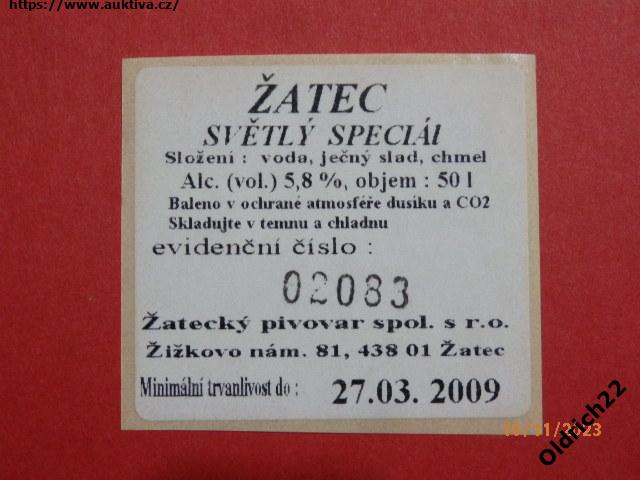 https://www.auktiva.cz/
ŽATEC
SVĚTLÝ SPECIÁl
Složení : voda, ječný slad, chmel
Alc. (vol.) 5,8 %, objem : 50 l
Baleno v ochrané atmosféře dusíku a CO2
Skladujte v temnu a chladnu
evidenční číslo :
02083
Žatecký pivovar spol. s r.o.
Žižkovo nám. 81, 438 01 Žatec
Minimální trvanlivost do : 27.03. 2009
Oldrich22